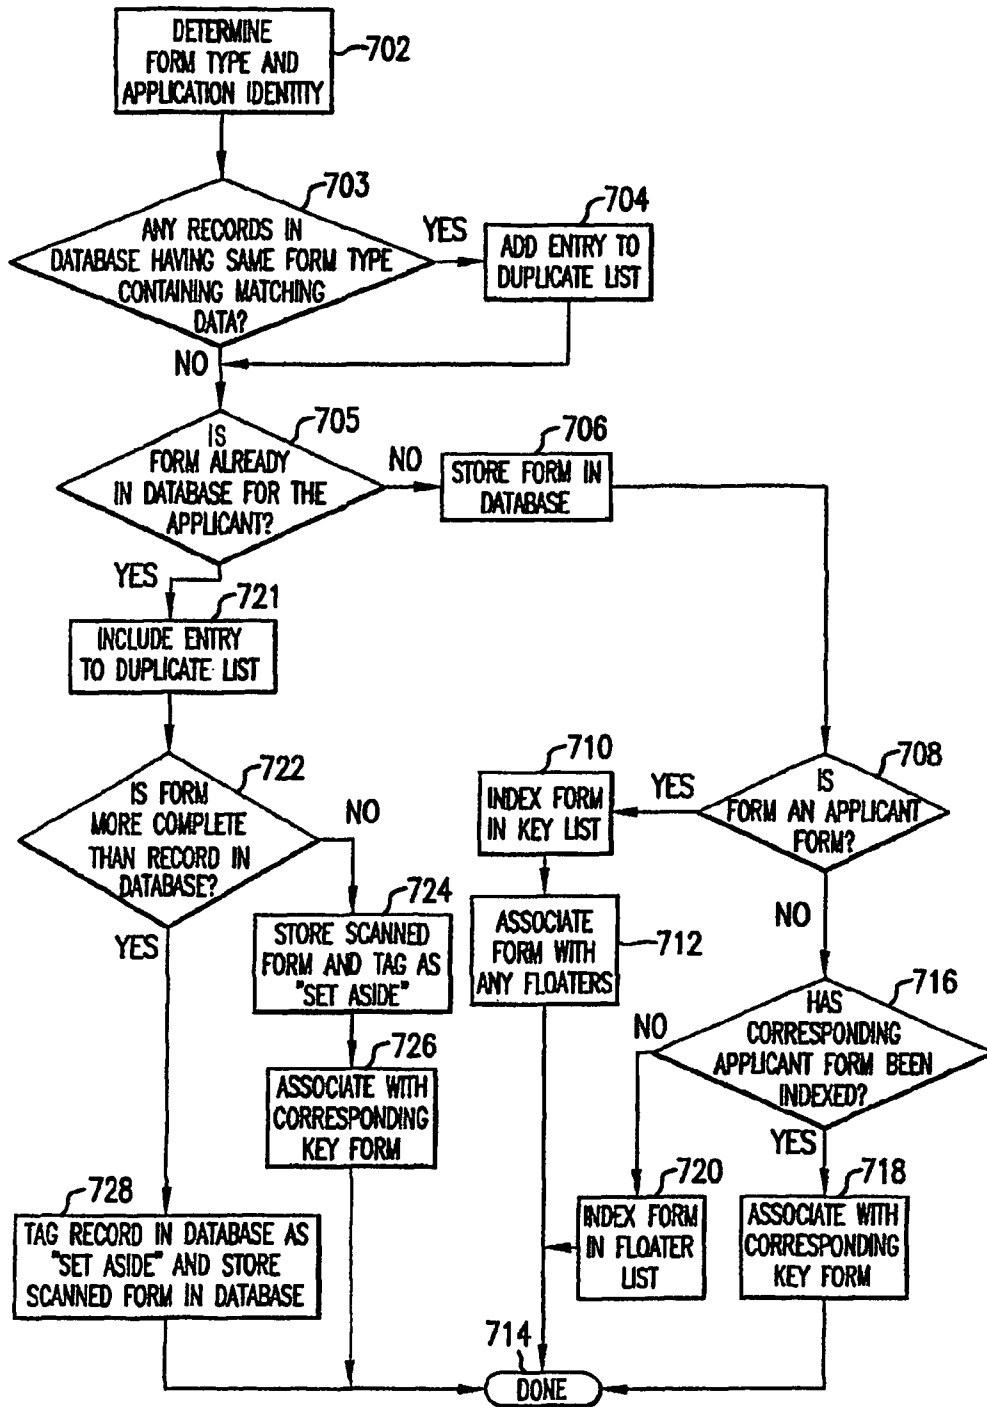 DETERMINE
FORM TYPE AND
APPLICATION IDENTITY
702
703
ANY RECORDS IN
DATABASE HAVING SAME FORM TYPE
CONTAINING MATCHING
DATA?
YES
704
ADD ENTRY TO
DUPLICATE LIST
NO
705
IS
FORM ALREADY
IN DATABASE FOR THE
APPLICANT?
NO
706
STORE FORM IN
DATABASE
YES
721
INCLUDE ENTRY
TO DUPLICATE LIST
722
IS FORM
MORE COMPLETE
THAN RECORD IN
DATABASE?
NO
YES
710
INDEX FORM
IN KEY LIST
YES
708
IS
FORM AN APPLICANT
FORM?
NO
724
STORE SCANNED
FORM AND TAG AS
"SET ASIDE"
ASSOCIATE
FORM WITH
ANY FLOATERS
712
716
HAS
CORRESPONDING
APPLICANT FORM BEEN
INDEXED?
NO
YES
726
ASSOCIATE WITH
CORRESPONDING
KEY FORM
728
TAG RECORD IN DATABASE AS
"SET ASIDE" AND STORE
SCANNED FORM IN DATABASE
720
INDEX FORM
IN FLOATER
LIST
718
ASSOCIATE WITH
CORRESPONDING
KEY FORM
714
DONE